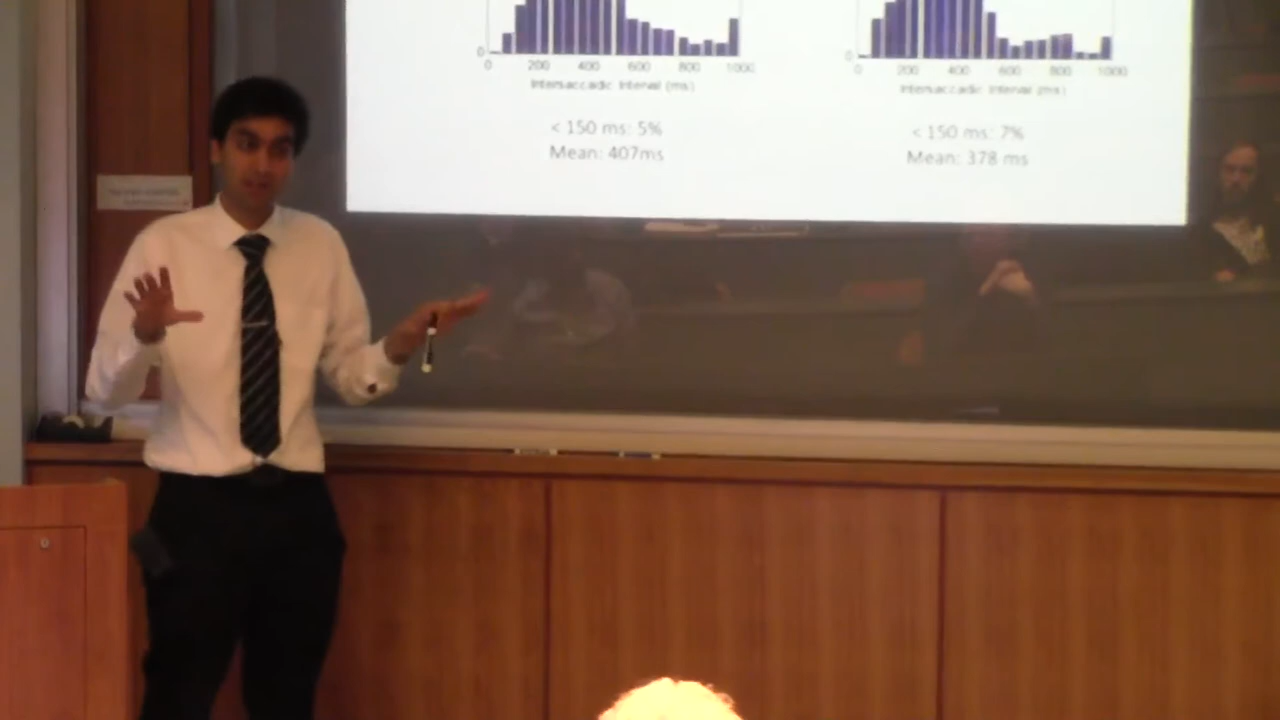 0
0
0 200 400 600 800 1000
0 200 400 600 800 1000
Intersaccadic Interval (ms)
Intersaccadic Interval (ms)
< 150 ms: 5%
< 150 ms: 7%
Mean: 407ms
Mean: 378 ms